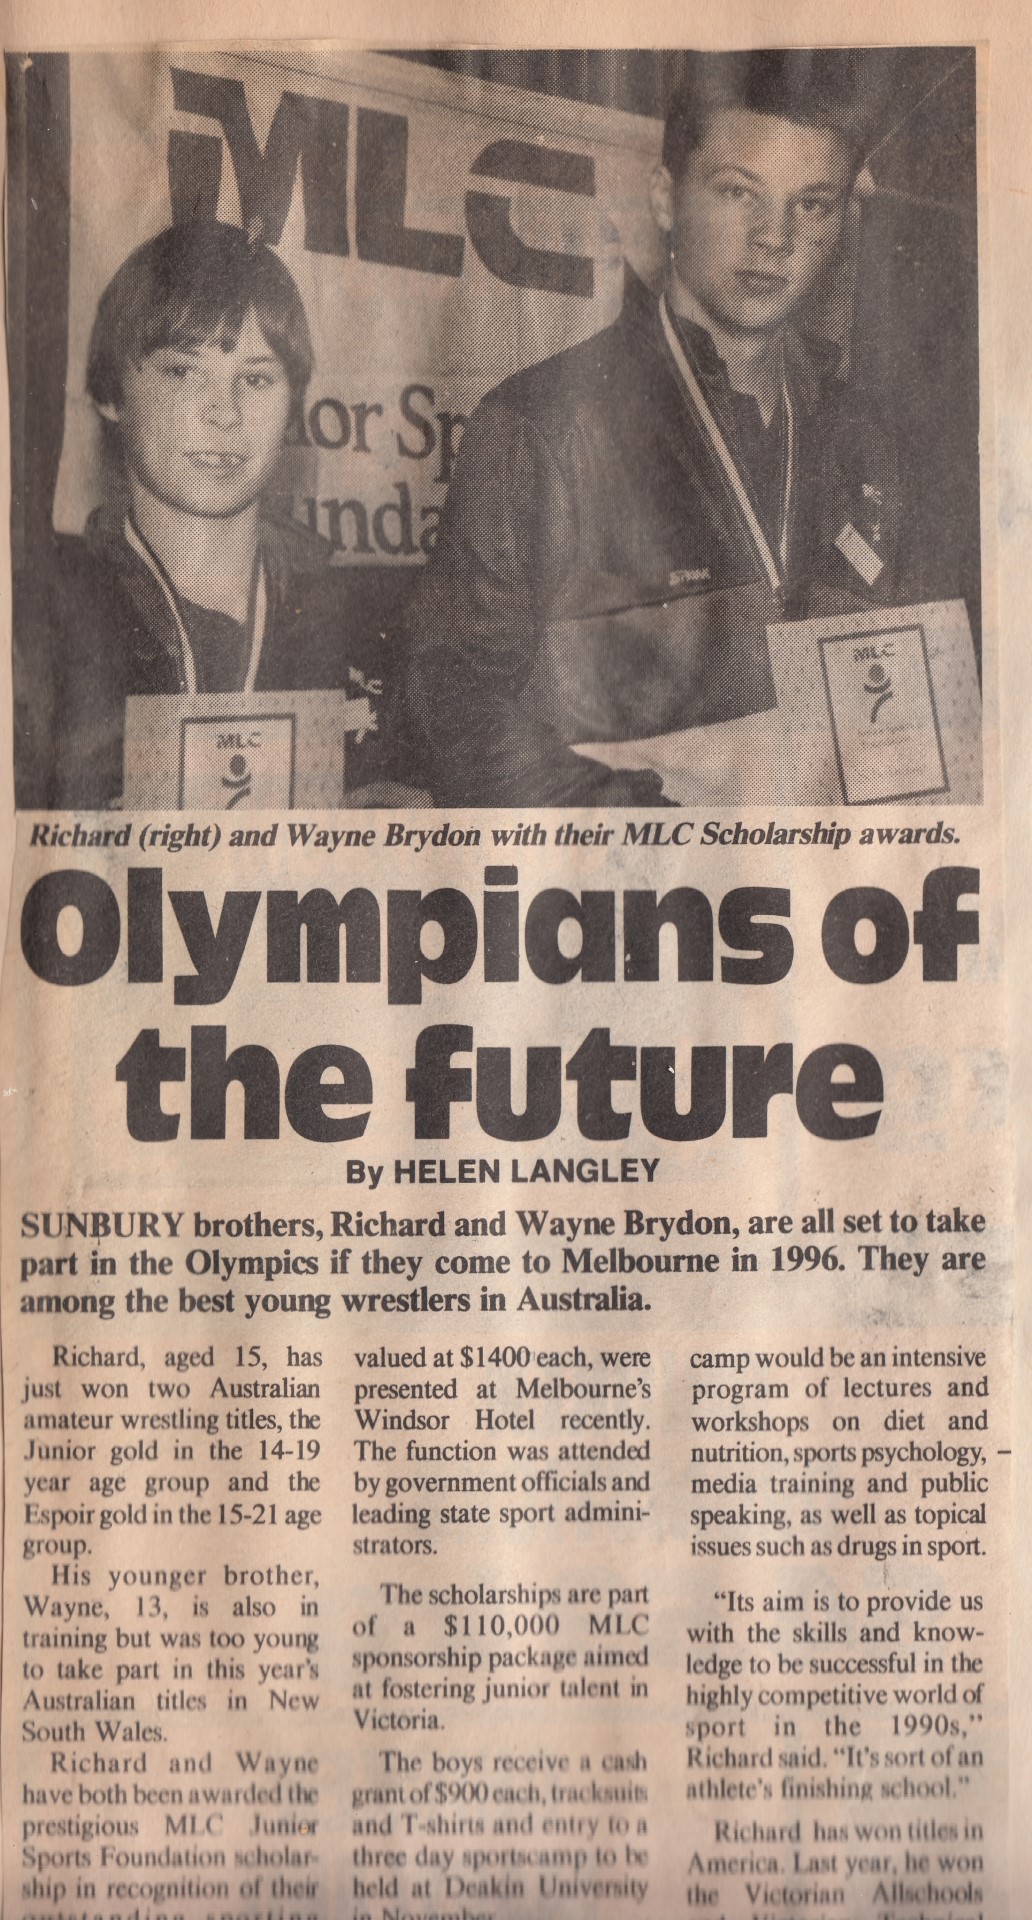 MLC
ior Sp
unda
STARK
MLC
MLC
Richard (right) and Wayne Brydon with their MLC Scholarship awards.
Olympians of
the future
By HELEN LANGLEY
SUNBURY brothers, Richard and Wayne Brydon, are all set to take
part in the Olympics if they come to Melbourne in 1996. They are
among the best young wrestlers in Australia.
Richard, aged 15, has
just won two Australian
amateur wrestling titles, the
Junior gold in the 14-19
year age group and the
Espoir gold in the 15-21 age
group.
His younger brother,
Wayne, 13, is also in
training but was too young
to take part in this year's
Australian titles in New
South Wales.
Richard and Wayne
have both been awarded the
prestigious MLC Junior
Sports Foundation scholar-
ship in recognition of their
outstanding sporting
valued at $1400 each, were
presented at Melbourne's
Windsor Hotel recently.
The function was attended
by government officials and
leading state sport admini-
strators.
The scholarships are part
of a $110,000 MLC
sponsorship package aimed
at fostering junior talent in
Victoria.
The boys receive a cash
grant of $900 each, tracksuits
and T-shirts and entry to a
three day sportscamp to be
held at Deakin University
in November.
camp would be an intensive
program of lectures and
workshops on diet and
nutrition, sports psychology,
media training and public
speaking, as well as topical
issues such as drugs in sport.
"Its aim is to provide us
with the skills and know-
ledge to be successful in the
highly competitive world of
sport in the 1990s,"
Richard said. "It's sort of an
athlete's finishing school."
Richard has won titles in
America. Last year, he won
the Victorian Allschools